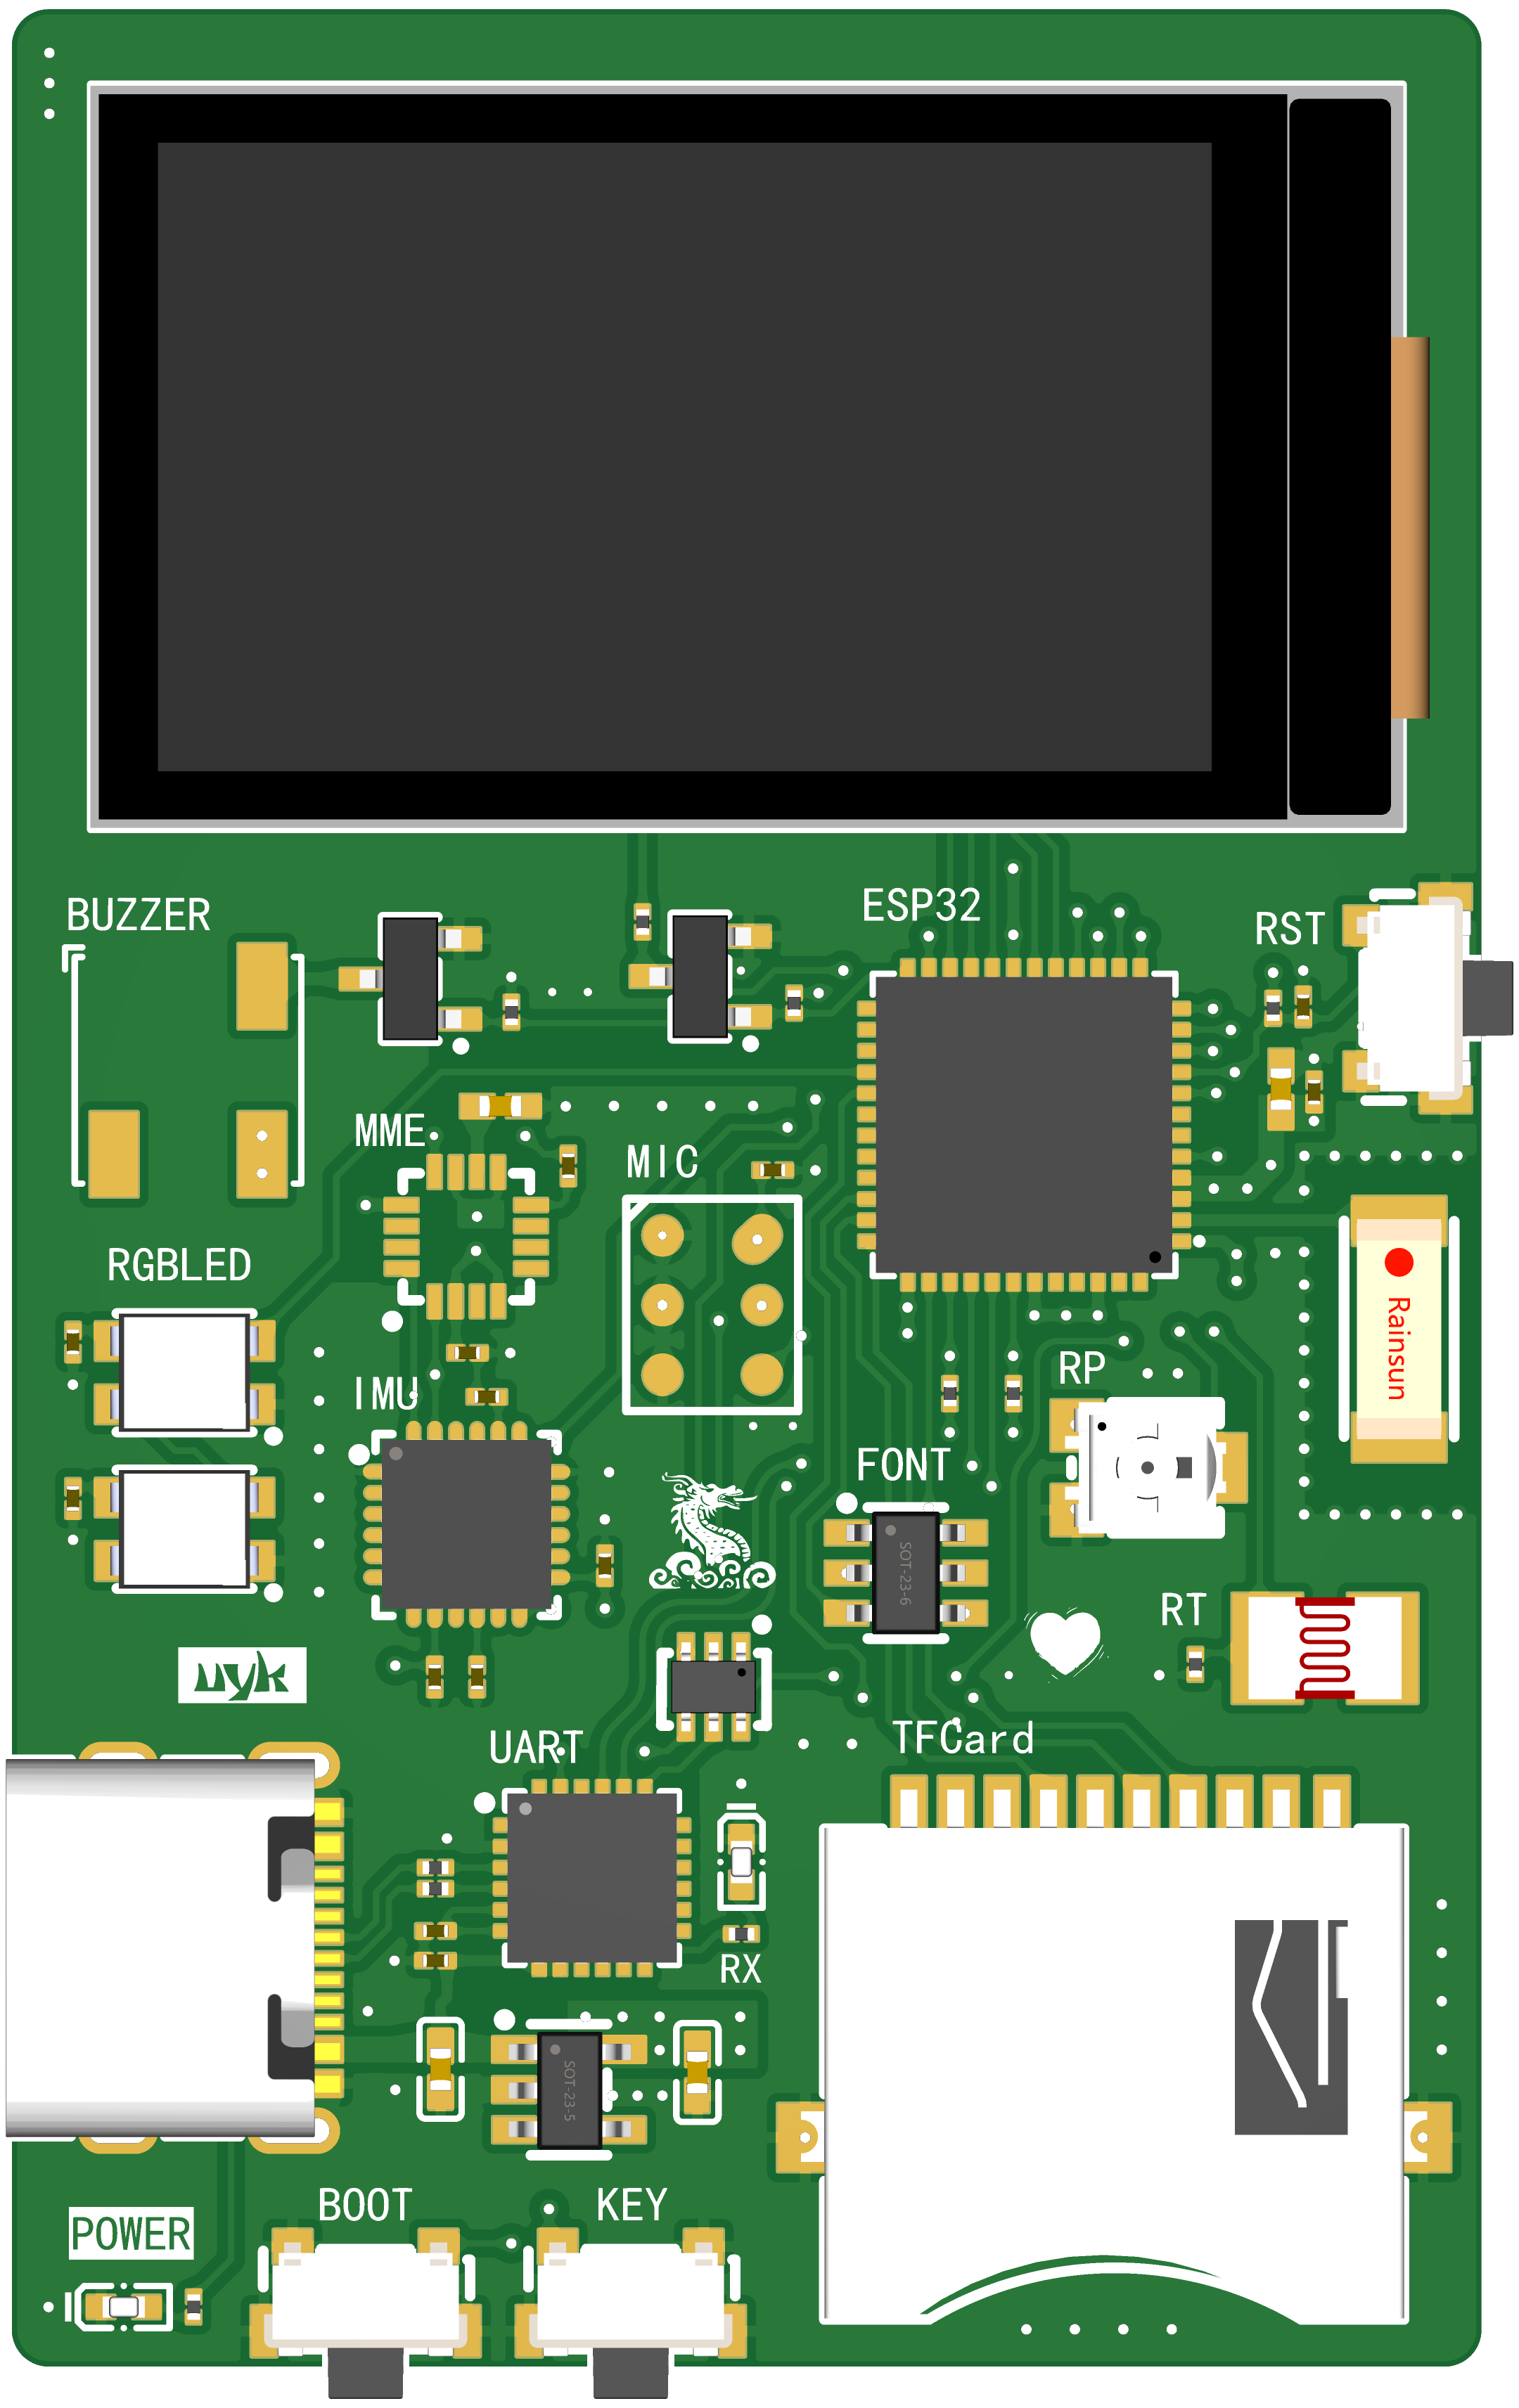 BUZZER
ESP32
RST
MME
MIC
RGBLED
Rainsun
RP
IMU
FONT
SOT-23-6
RT
UART
TFCard
RX
SOT-23-5
BOOT
KEY
POWER